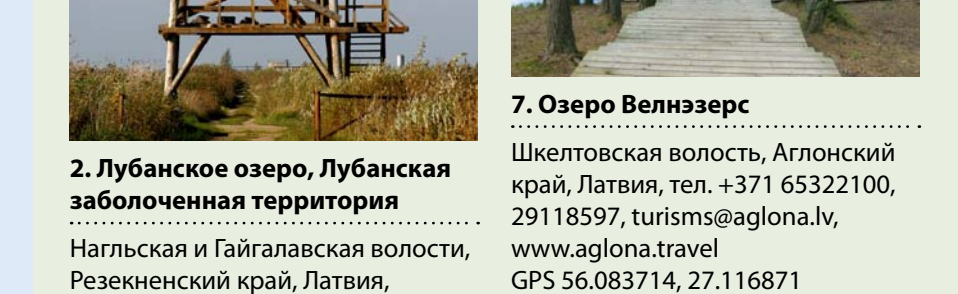 2. Лубанское озеро, Лубанская
заболоченная территория
Нагльская и Гайгалавская волости,
Резекненский край, Латвия,
7. Озеро Велнэзерс
Шкелтовская волость, Аглонский
край, Латвия, тел. +371 65322100,
29118597, turisms@aglona.lv,
www.aglona.travel
GPS 56.083714, 27.116871